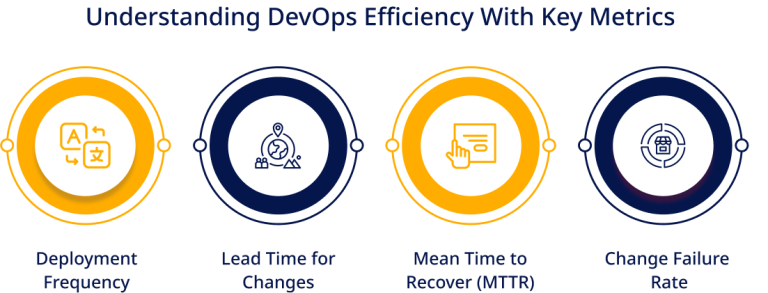 Understanding DevOps Efficiency With Key Metrics
A
文
Deployment
Frequency
Lead Time for
Changes
Mean Time to
Recover (MTTR)
Change Failure
Rate